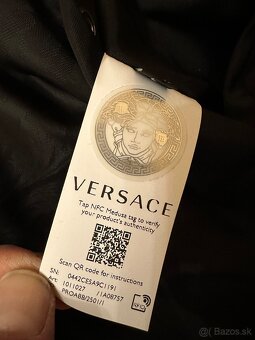 VERSACE
Tap NFC Medusa tag to verify
your product's authenticity
Scan QR code for instructions
SN: 0442CE5A9C1191
Art: 1011027 /1A08757
PROABB/2501/1
© Bazos.sk